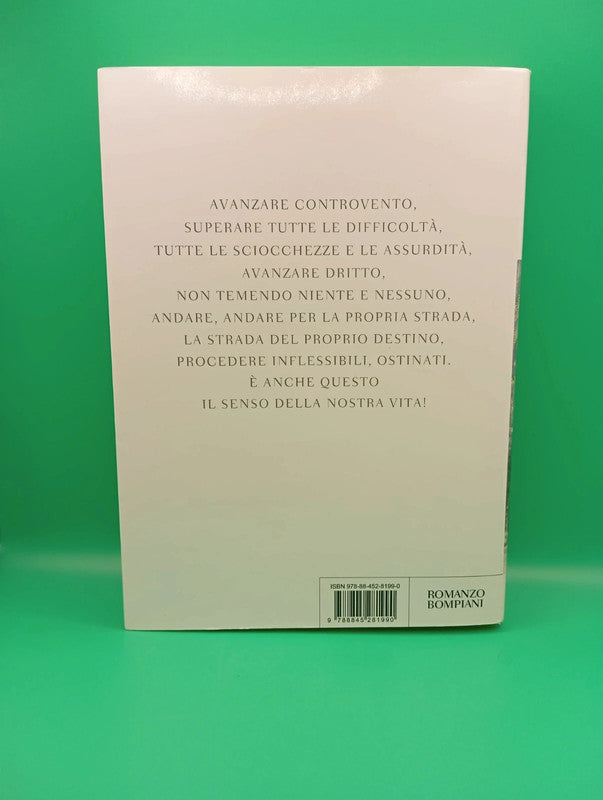 AVANZARE CONTROVENTO,
SUPERARE TUTTE LE DIFFICOLTÀ,
TUTTE LE SCIOCCHEZZE E LE ASSURDITÀ,
AVANZARE DRITTO,
NON TEMENDO NIENTE E NESSUNO,
ANDARE, ANDARE PER LA PROPRIA STRADA,
LA STRADA DEL PROPRIO DESTINO,
PROCEDERE INFLESSIBILI, OSTINATI.
È ANCHE QUESTO
IL SENSO DELLA NOSTRA VITA!
ISBN 978-88-452-8199-0
9 788845 281990
ROMANZO
BOMPIANI